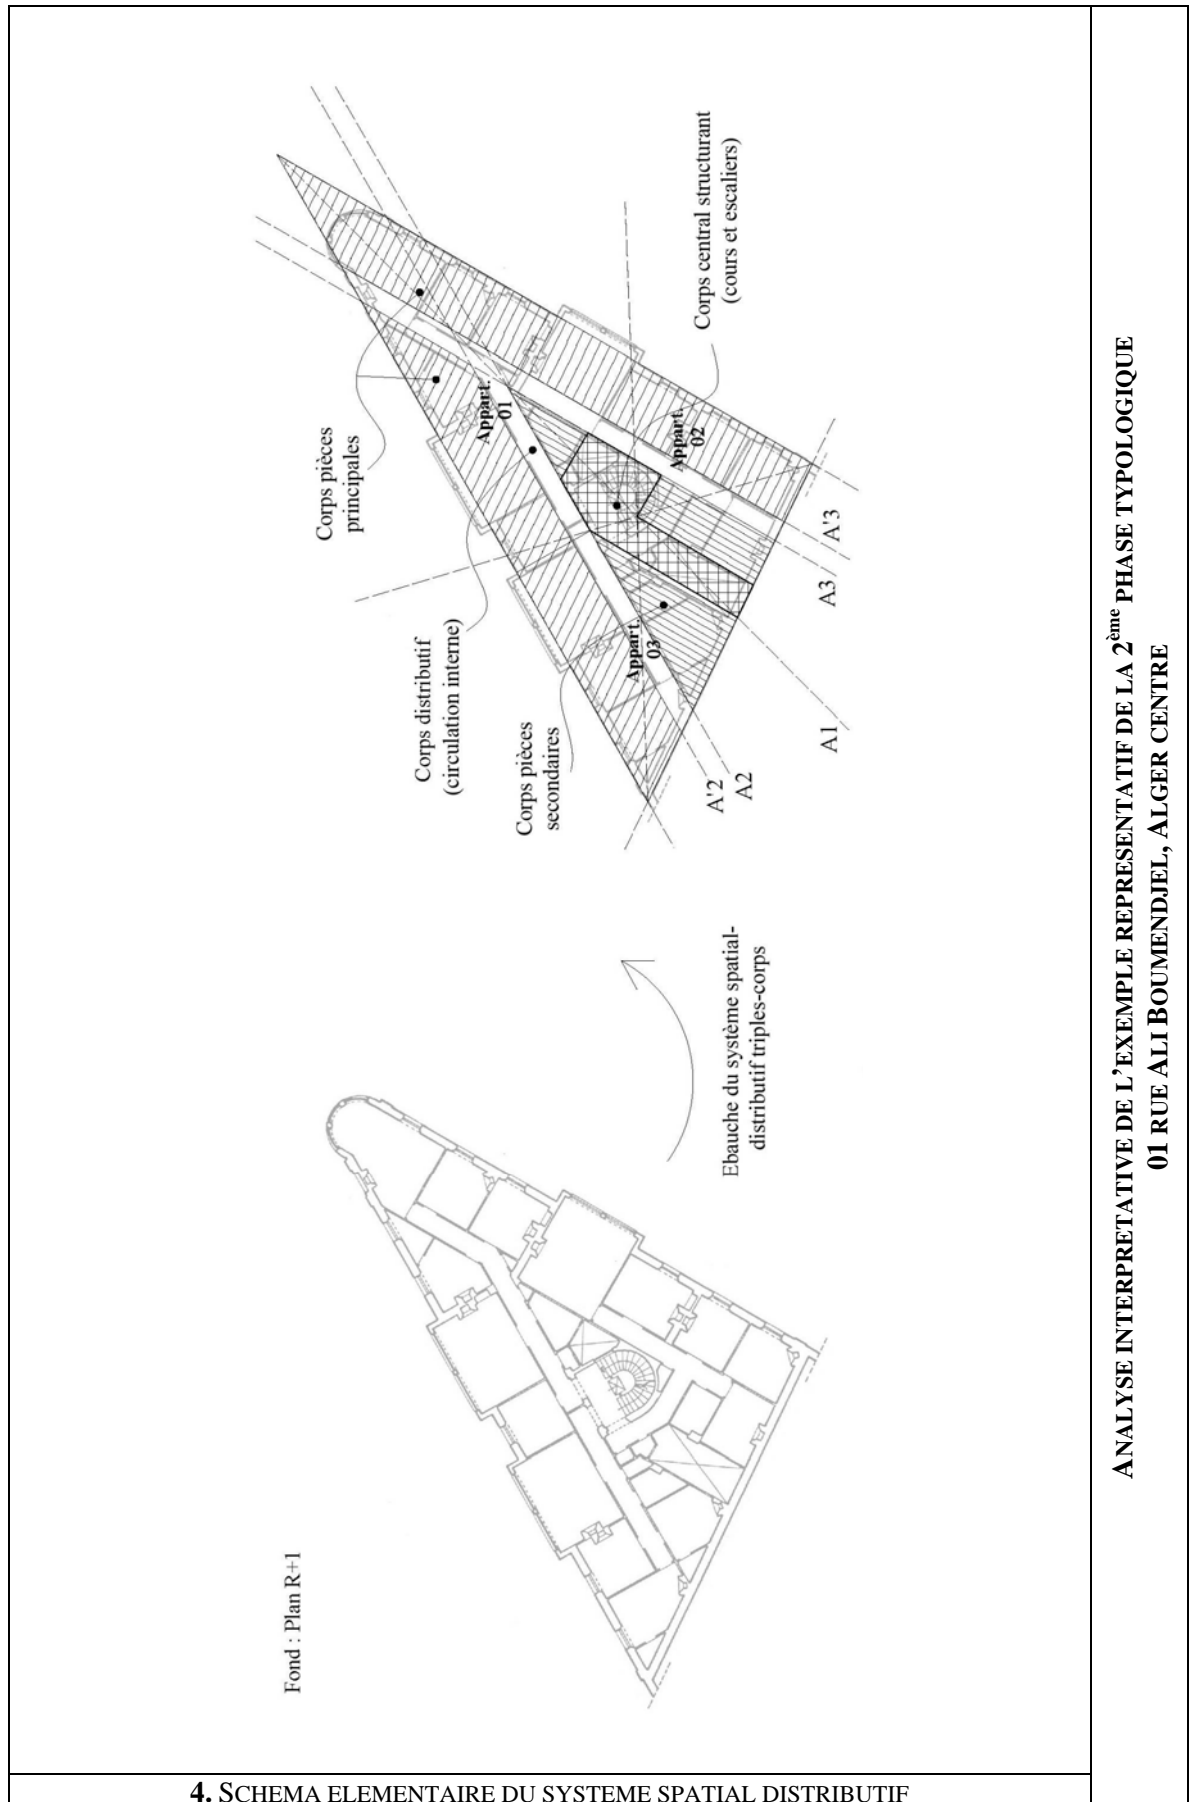 Fond : Plan R+1
Ebauche du système spatial-
distributif triples-corps
Corps pièces
principales
Corps distributif
(circulation interne)
Corps pièces
secondaires
Corps central structurant
(cours et escaliers)
Appart.
01
Appart.
02
Appart.
03
A'2
A2
A1
A3
A'3
ANALYSE INTERPRETATIVE DE L'EXEMPLE REPRESENTATIF DE LA 2ème PHASE TYPOLOGIQUE
01 RUE ALI BOUMENDJEL, ALGER CENTRE
4. SCHEMA ELEMENTAIRE DU SYSTEME SPATIAL DISTRIBUTIF